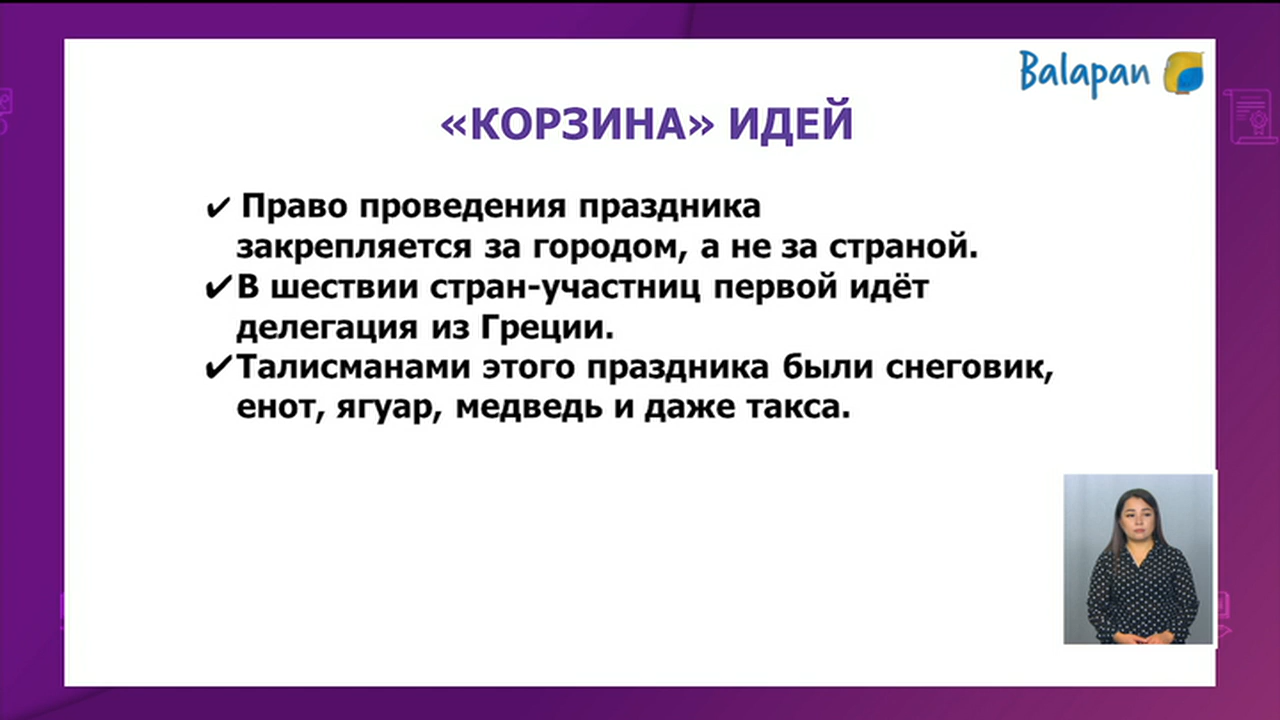 Balapan
«КОРЗИНА» ИДЕЙ
✔ Право проведения праздника
закрепляется за городом, а не за страной.
✔В шествии стран-участниц первой идёт
делегация из Греции.
✔Талисманами этого праздника были снеговик,
енот, ягуар, медведь и даже такса.